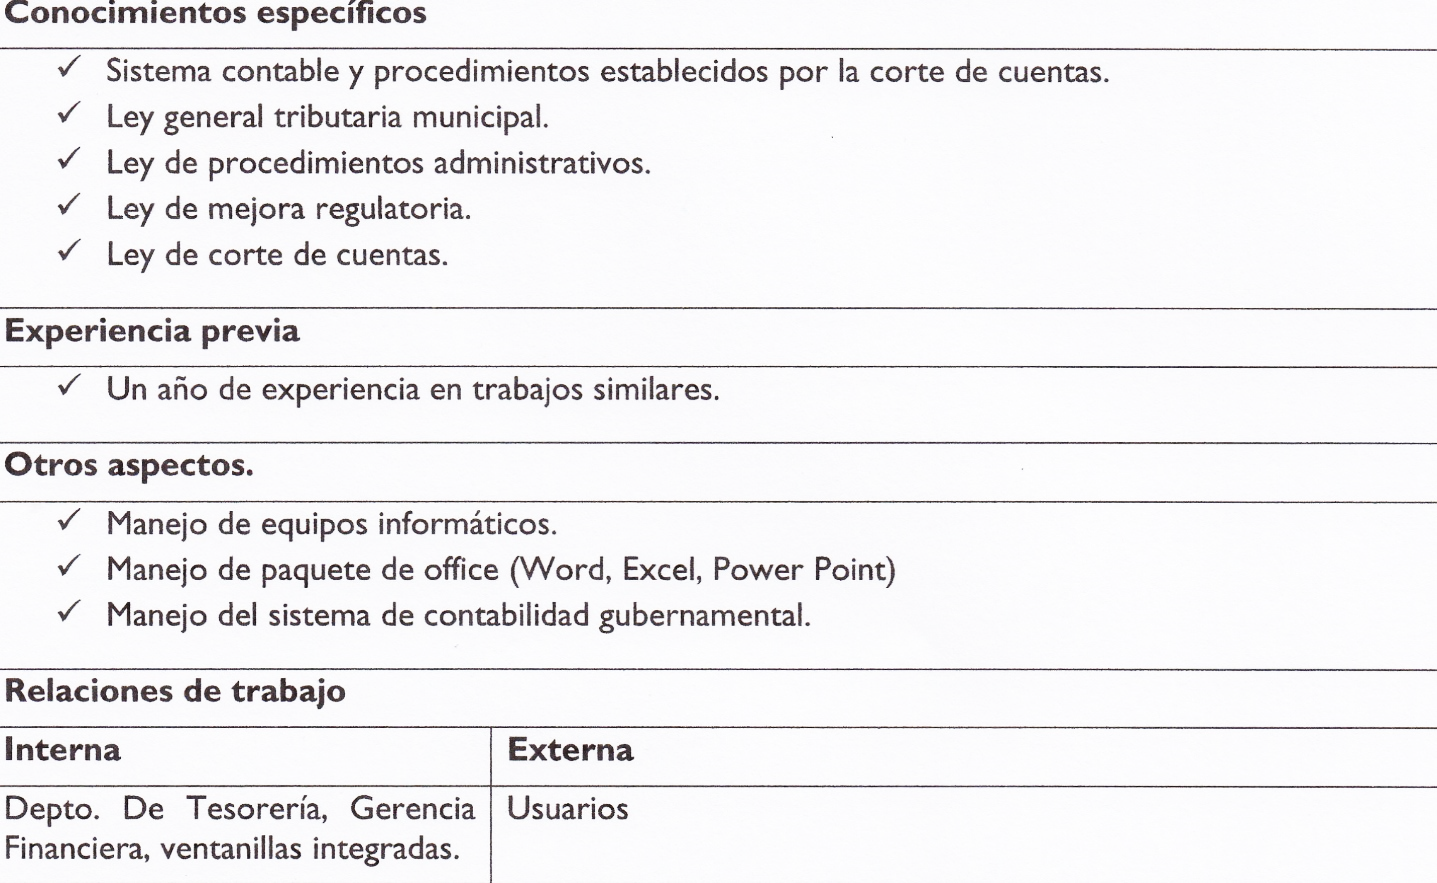 Conocimientos específicos
✓ Sistema contable y procedimientos establecidos por la corte de cuentas.
✓ Ley general tributaria municipal.
✓ Ley de procedimientos administrativos.
✓ Ley de mejora regulatoria.
✓ Ley de corte de cuentas.
Experiencia previa
✓ Un año de experiencia en trabajos similares.
Otros aspectos.
✓ Manejo de equipos informáticos.
✓ Manejo de paquete de office (Word, Excel, Power Point)
✓ Manejo del sistema de contabilidad gubernamental.
Relaciones de trabajo
Interna
Externa
Depto. De Tesorería, Gerencia
Financiera, ventanillas integradas.
Usuarios